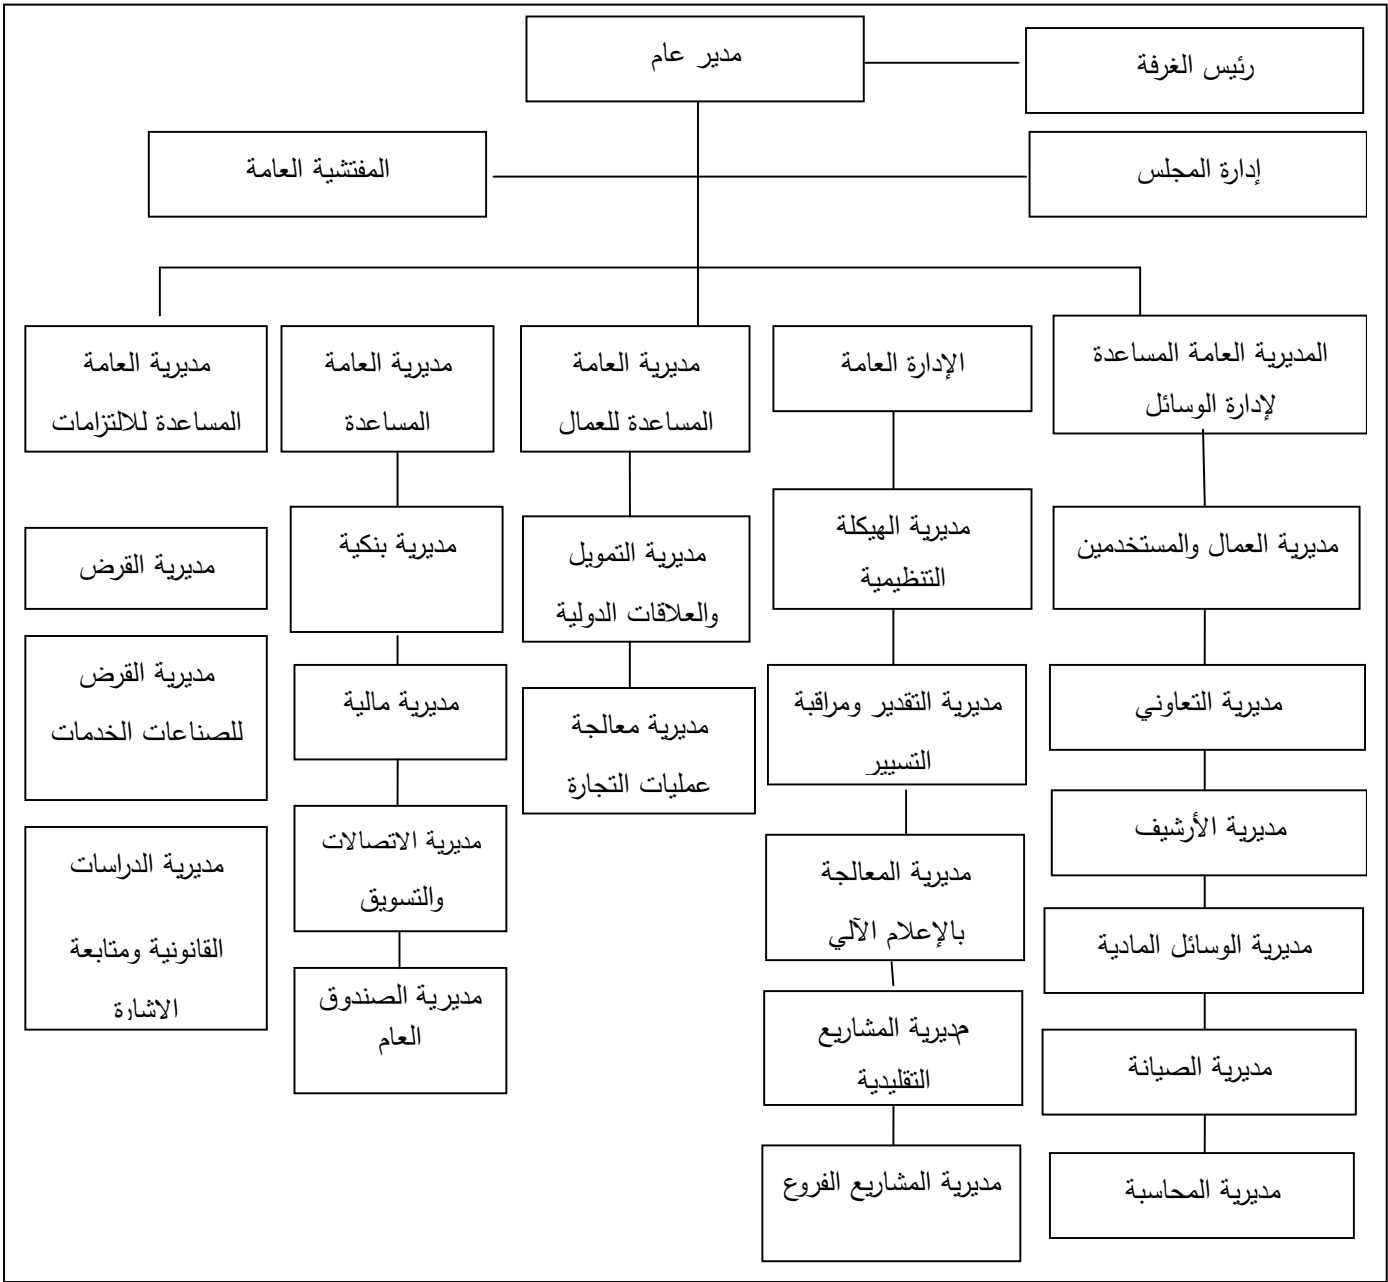 مدير عام
رئيس الغرفة
إدارة المجلس
المفتشية العامة
المديرية العامة المساعدة
لإدارة الوسائل
مديرية العمال والمستخدمين
مديرية التعاوني
مديرية الأرشيف
مديرية الوسائل المادية
مديرية الصيانة
مديرية المحاسبة
الإدارة العامة
مديرية الهيكلة
التنظيمية
مديرية التقدير ومراقبة
التسيير
مديرية المعالجة
بالإعلام الآلي
مديرية المشاريع
التقليدية
مديرية المشاريع الفروع
مديرية العامة
المساعدة للعمال
مديرية التمويل
والعلاقات الدولية
مديرية معالجة
عمليات التجارة
مديرية العامة
المساعدة
مديرية بنكية
مديرية مالية
مديرية الاتصالات
والتسويق
مديرية الصندوق
العام
مديرية العامة
المساعدة للالتزامات
مديرية القرض
مديرية القرض
للصناعات الخدمات
مديرية الدراسات
القانونية ومتابعة
الاشارة